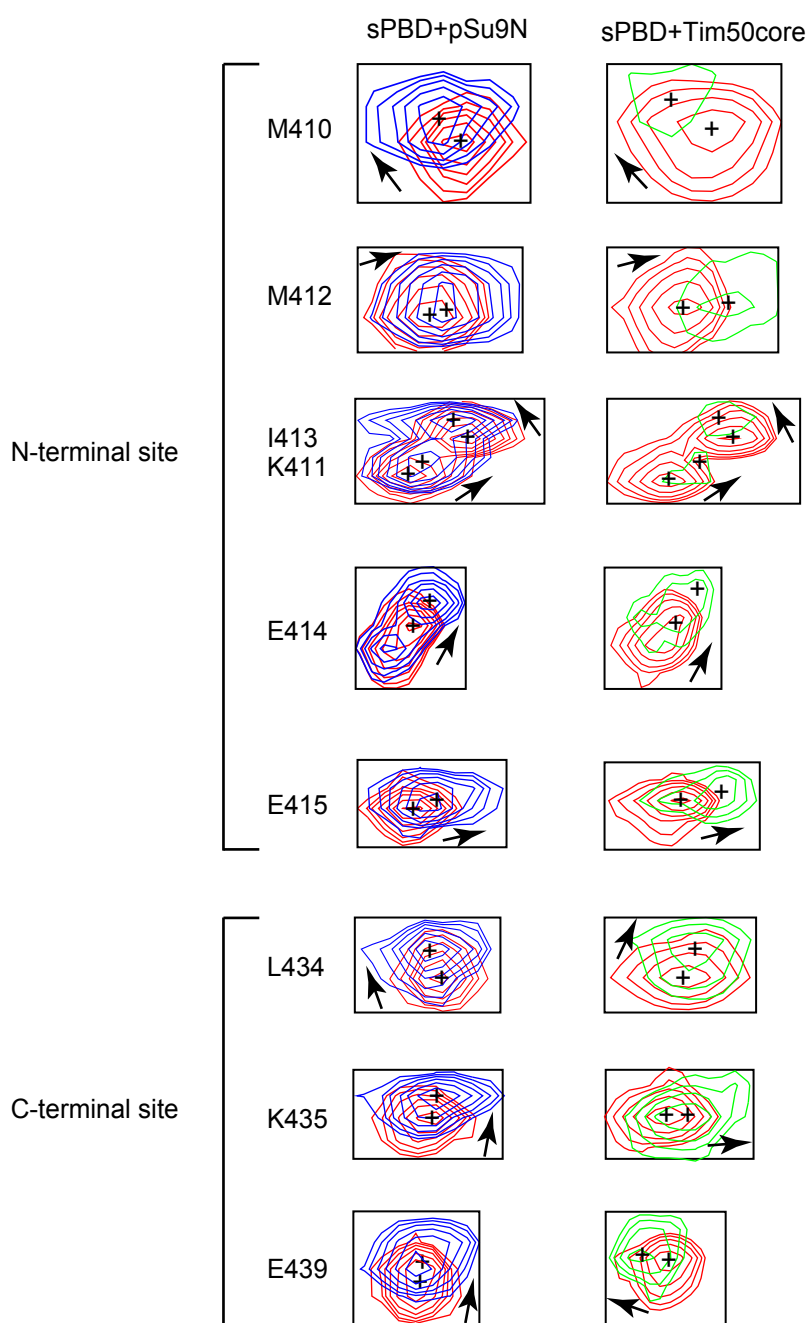 sPBD+pSu9N sPBD+Tim50core
M410
M412
I413
K411
N-terminal site
E414
E415
L434
K435
C-terminal site
E439